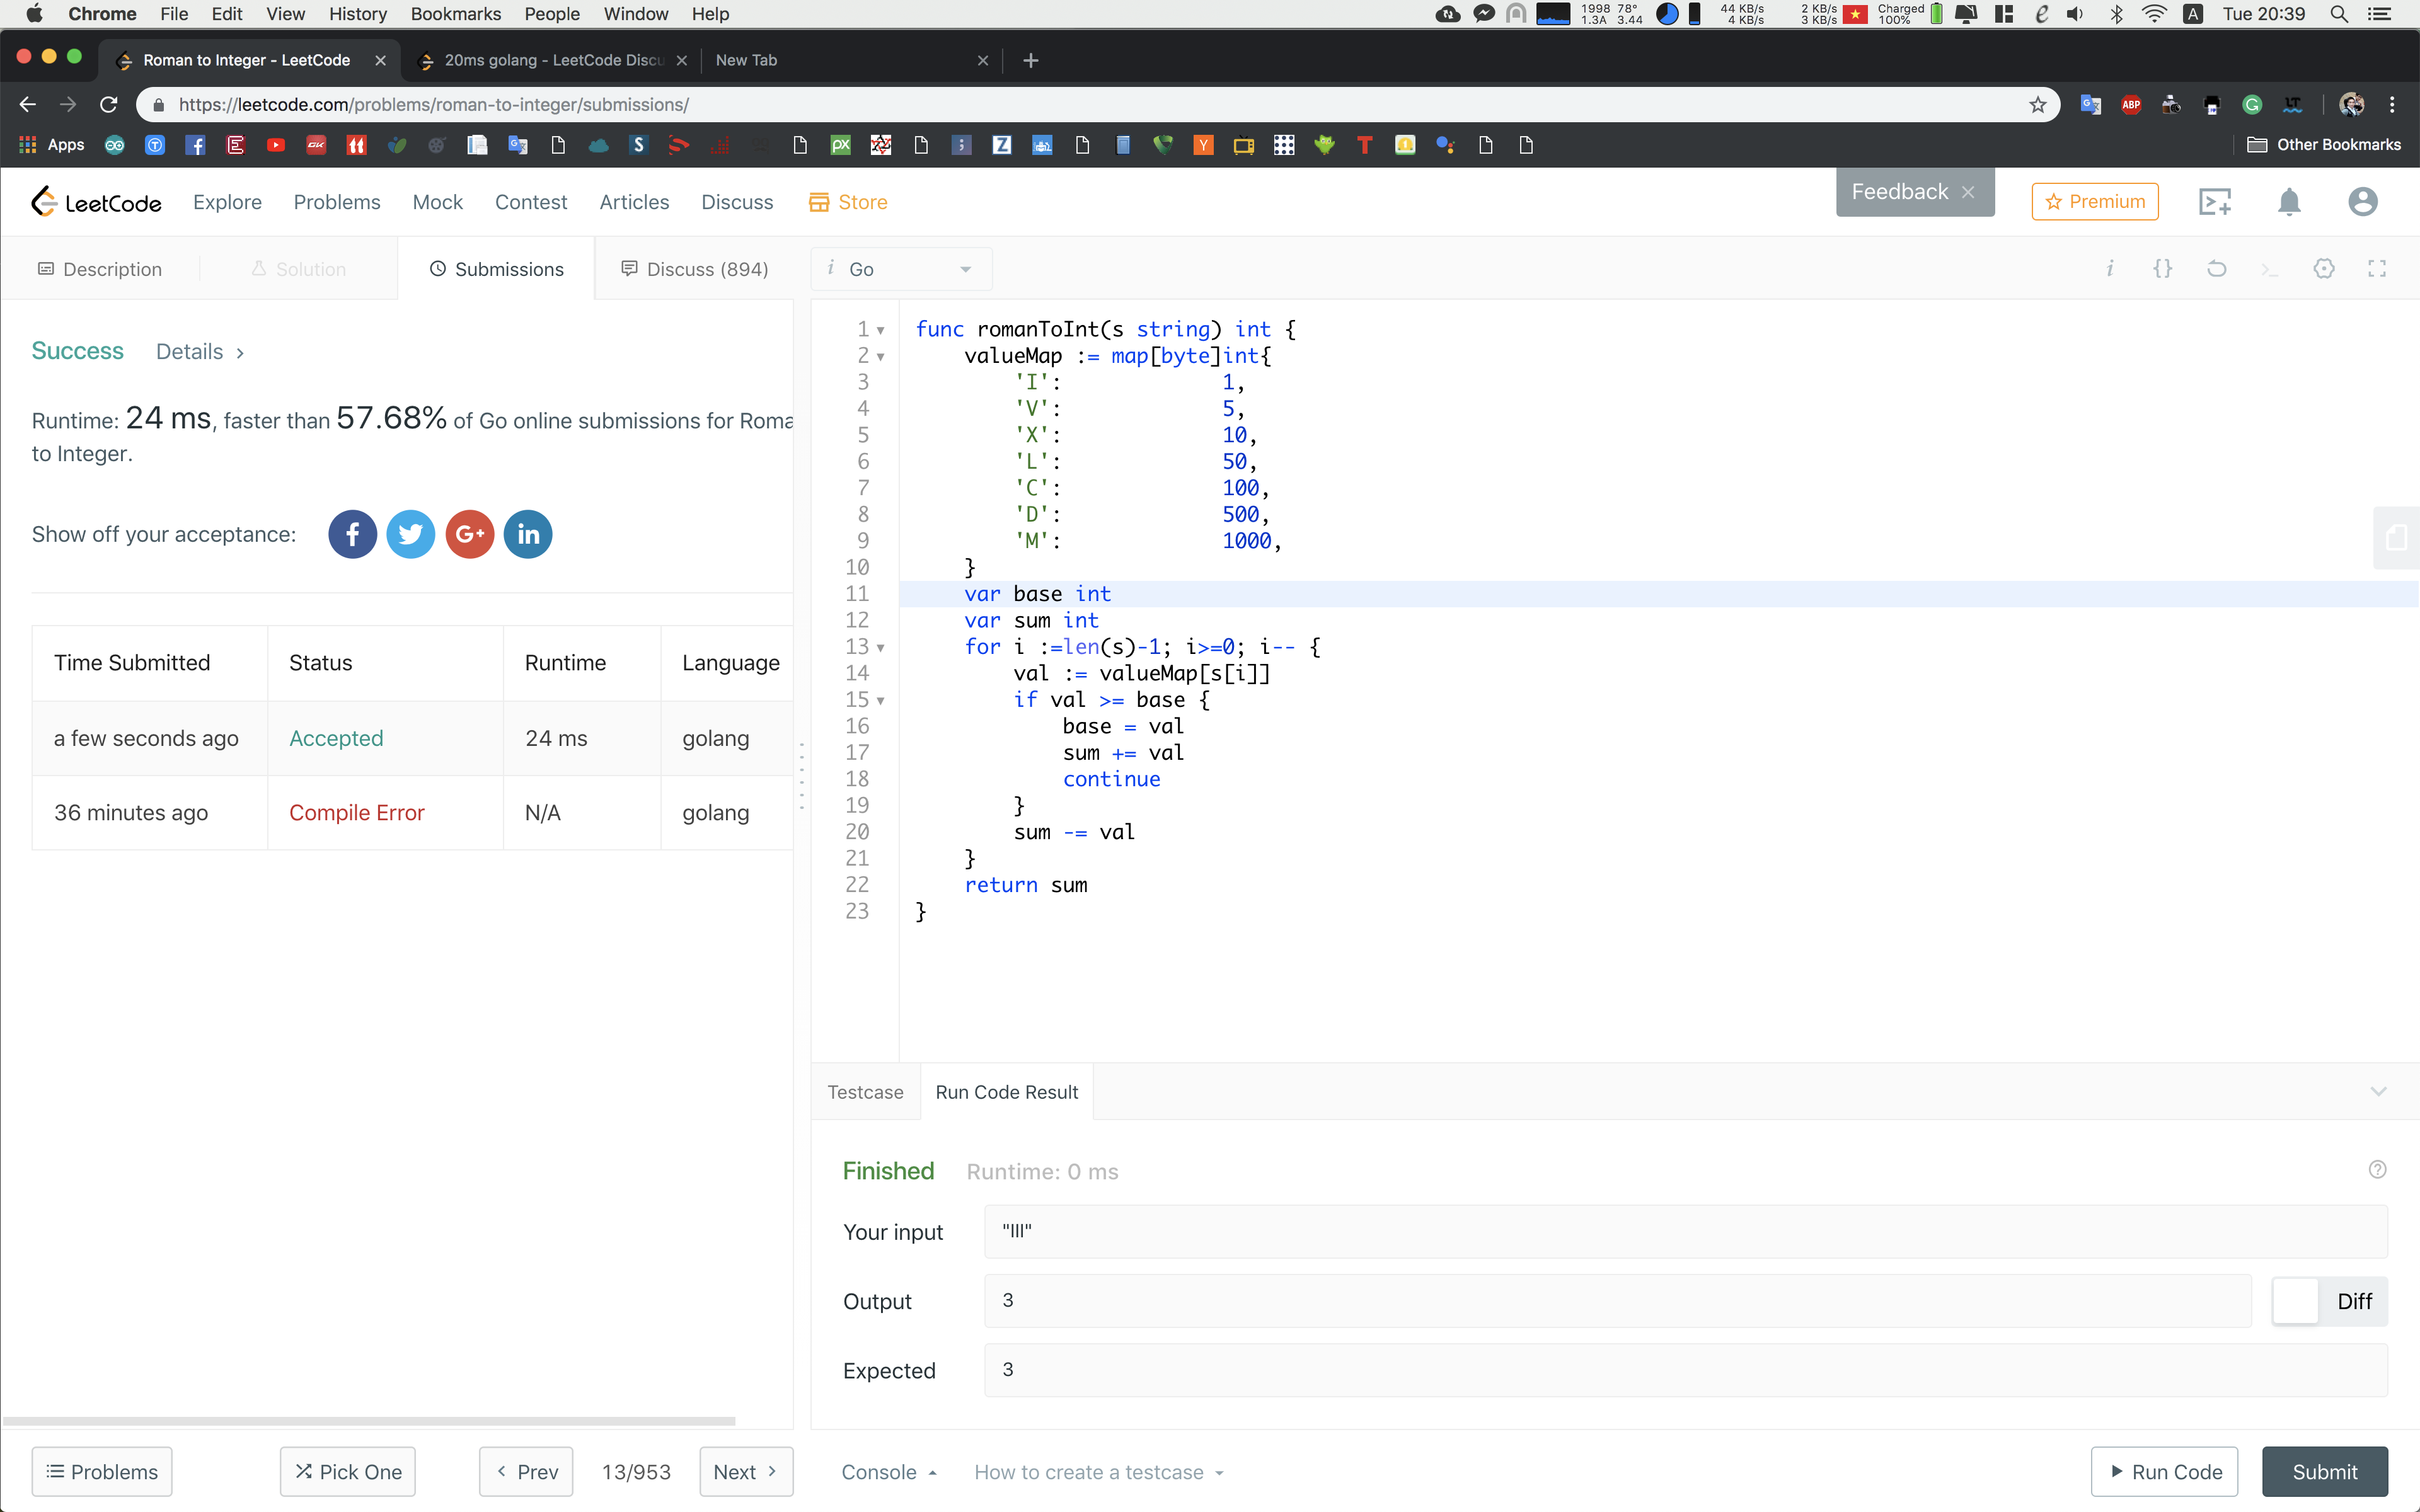 Chrome File Edit View History Bookmarks People Window Help
1998 78° 44 KB/s 2 KB/s Charged
1.3A 3.44 4 KB/s 3 KB/s 100%
A Tue 20:39
Roman to Integer - LeetCode
20ms golang - LeetCode Discu
New Tab
https://leetcode.com/problems/roman-to-integer/submissions/
ABP
Apps
Other Bookmarks
LeetCode Explore Problems Mock Contest Articles Discuss Store
Feedback ×
Premium
Description Solution Submissions Discuss (894)
i Go
Success Details >
Runtime: 24 ms, faster than 57.68% of Go online submissions for Roma
to Integer.
Show off your acceptance:
Time Submitted Status Runtime Language
a few seconds ago Accepted 24 ms golang
36 minutes ago Compile Error N/A golang
1 func romanToInt(s string) int {
2 valueMap := map[byte]int{
3 'I': 1,
4 'V': 5,
5 'X': 10,
6 'L': 50,
7 'C': 100,
8 'D': 500,
9 'M': 1000,
10 }
11 var base int
12 var sum int
13 for i :=len(s)-1; i>=0; i-- {
14 val := valueMap[s[i]]
15 if val >= base {
16 base = val
17 sum += val
18 continue
19 }
20 sum -= val
21 }
22 return sum
23 }
Testcase Run Code Result
Finished Runtime: 0 ms
Your input "III"
Output 3
Diff
Expected 3
Problems Pick One < Prev 13/953 Next >
Console How to create a testcase
Run Code Submit